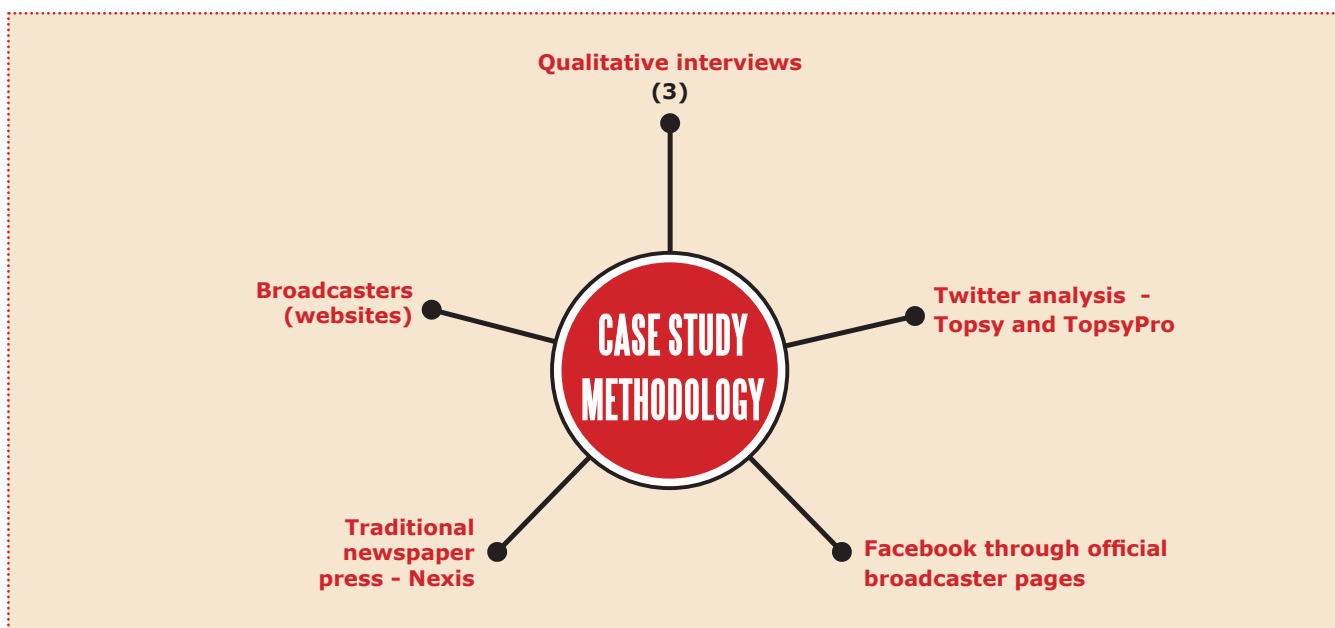 Qualitative interviews
(3)
Broadcasters
(websites)
Twitter analysis  -
Topsy and TopsyPro
CASE STUDY
METHODOLOGY
Traditional
newspaper
press - Nexis
Facebook through official
broadcaster pages